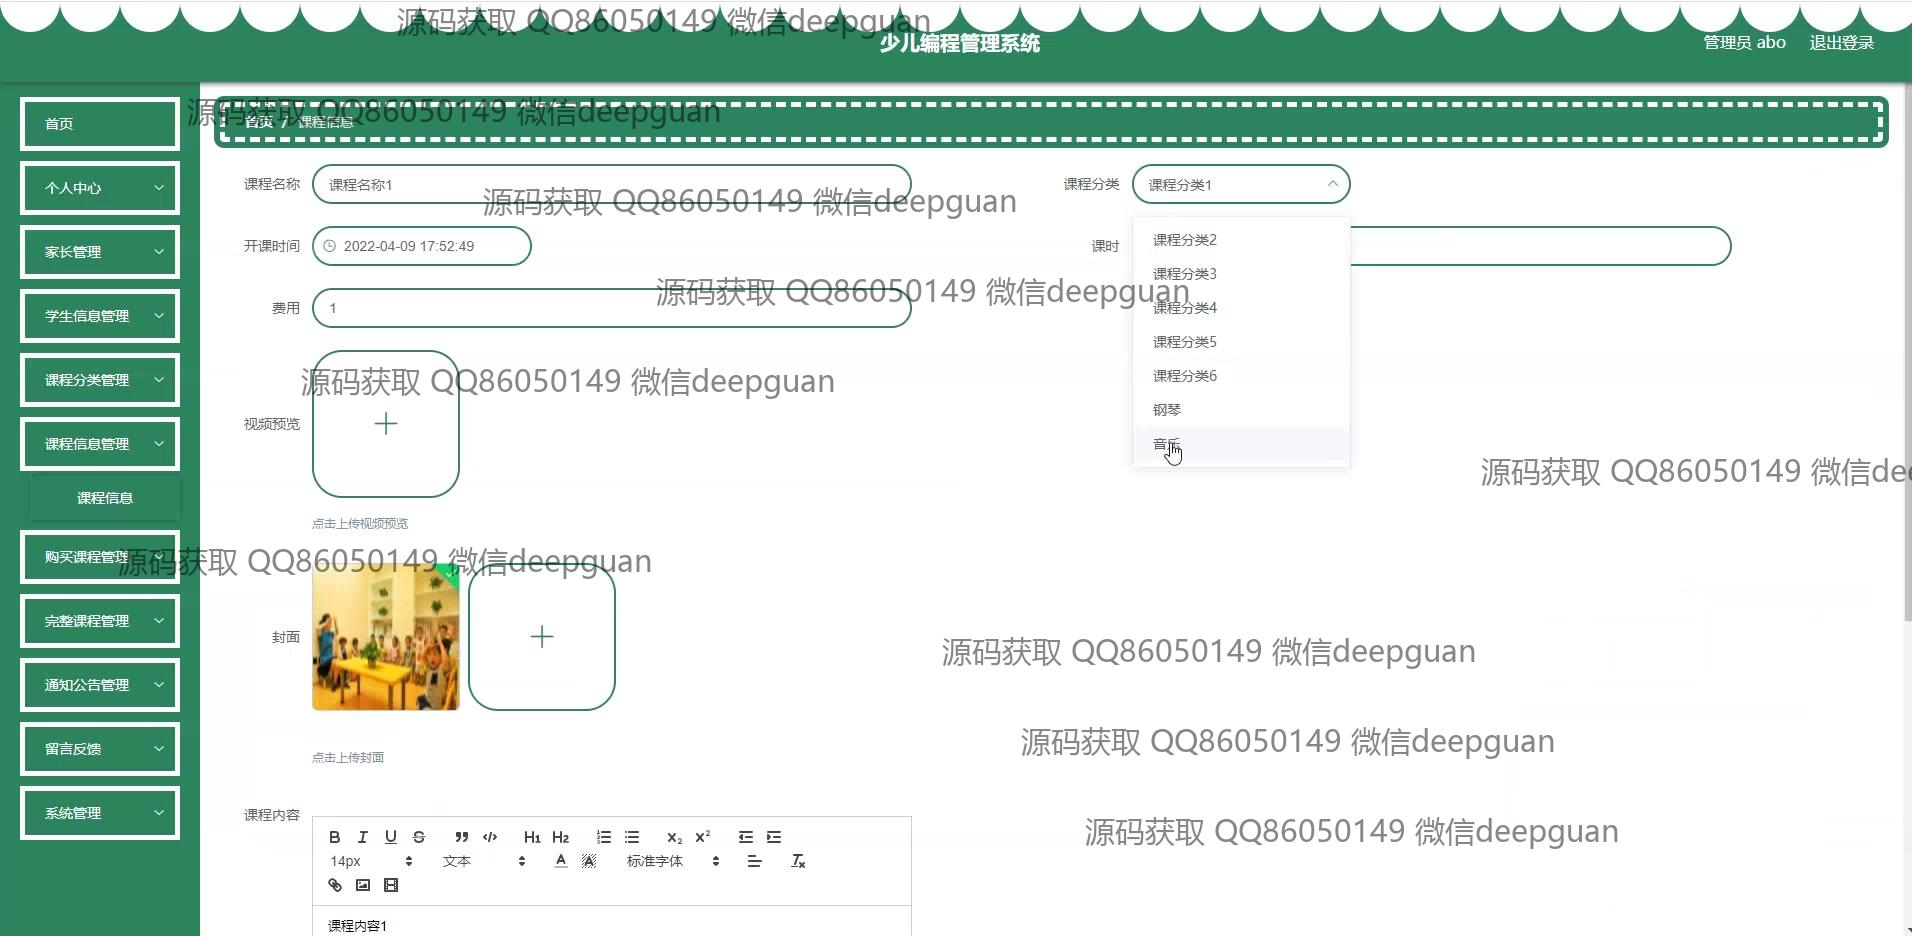 源码获取 QQ86050149 微信deepguan
少儿编程管理系统
管理员 abo
退出登录
首页
源码获取 QQ86050149 微信deepguan
首页 / 课程信息
个人中心
课程名称
课程名称1
课程分类
课程分类1
源码获取 QQ86050149 微信deepguan
家长管理
开课时间
2022-04-09 17:52:49
课时
课程分类2
课程分类3
源码获取 QQ86050149 微信deepguan
学生信息管理
费用
1
课程分类4
课程分类5
课程分类管理
源码获取 QQ86050149 微信deepguan
课程分类6
视频预览
钢琴
课程信息管理
音乐
源码获取 QQ86050149 微信dee
课程信息
点击上传视频预览
购买课程管理
源码获取 QQ86050149 微信deepguan
完整课程管理
封面
源码获取 QQ86050149 微信deepguan
通知公告管理
留言反馈
源码获取 QQ86050149 微信deepguan
点击上传封面
系统管理
课程内容
源码获取 QQ86050149 微信deepguan
B I U S H1 H2 X2 X2
14px 文本 A A 标准字体 Tx
课程内容1